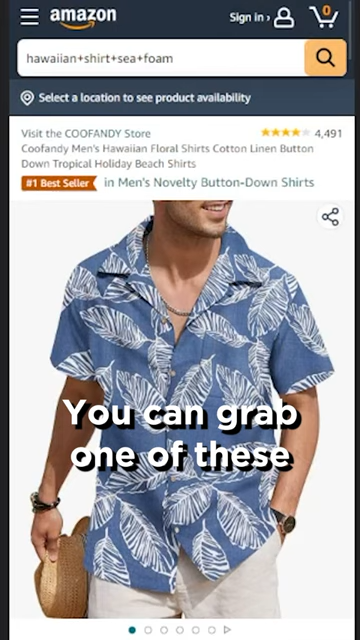 amazon
Sign in ›
0
hawaiian+shirt+sea+foam
Select a location to see product availability
Visit the COOFANDY Store
4,491
Coofandy Men's Hawaiian Floral Shirts Cotton Linen Button
Down Tropical Holiday Beach Shirts
#1 Best Seller in Men's Novelty Button-Down Shirts
You can grab
one of these